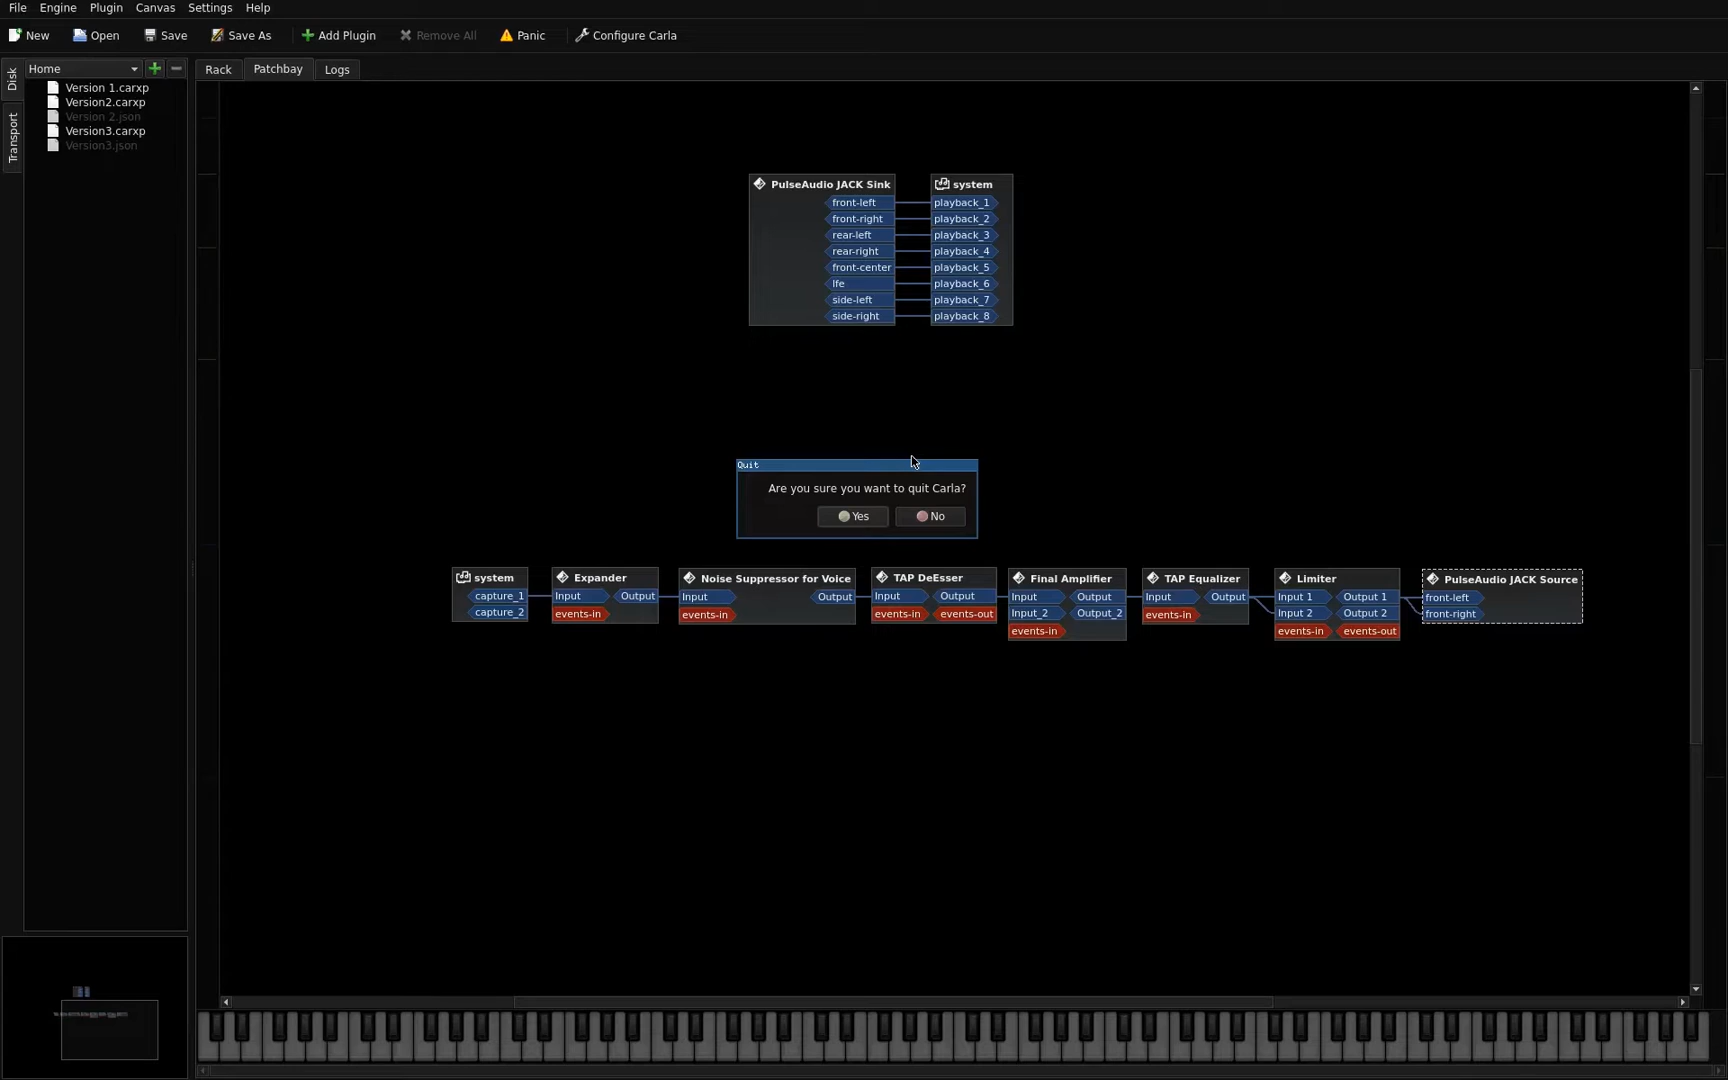 File Engine Plugin Canvas Settings Help
New Open Save Save As Add Plugin Remove All Panic Configure Carla
Disk
Transport
Home
Version 1.carxp
Version2.carxp
Version 2.json
Version3.carxp
Version3.json
Rack Patchbay Logs
PulseAudio JACK Sink
front-left
front-right
rear-left
rear-right
front-center
lfe
side-left
side-right
system
playback_1
playback_2
playback_3
playback_4
playback_5
playback_6
playback_7
playback_8
Quit
Are you sure you want to quit Carla?
Yes No
system
capture_1
capture_2
Expander
Input Output
events-in
Noise Suppressor for Voice
Input Output
events-in
TAP DeEsser
Input Output
events-in events-out
Final Amplifier
Input Output
Input_2 Output_2
events-in
TAP Equalizer
Input Output
events-in
Limiter
Input 1 Output 1
Input 2 Output 2
events-in events-out
PulseAudio JACK Source
front-left
front-right